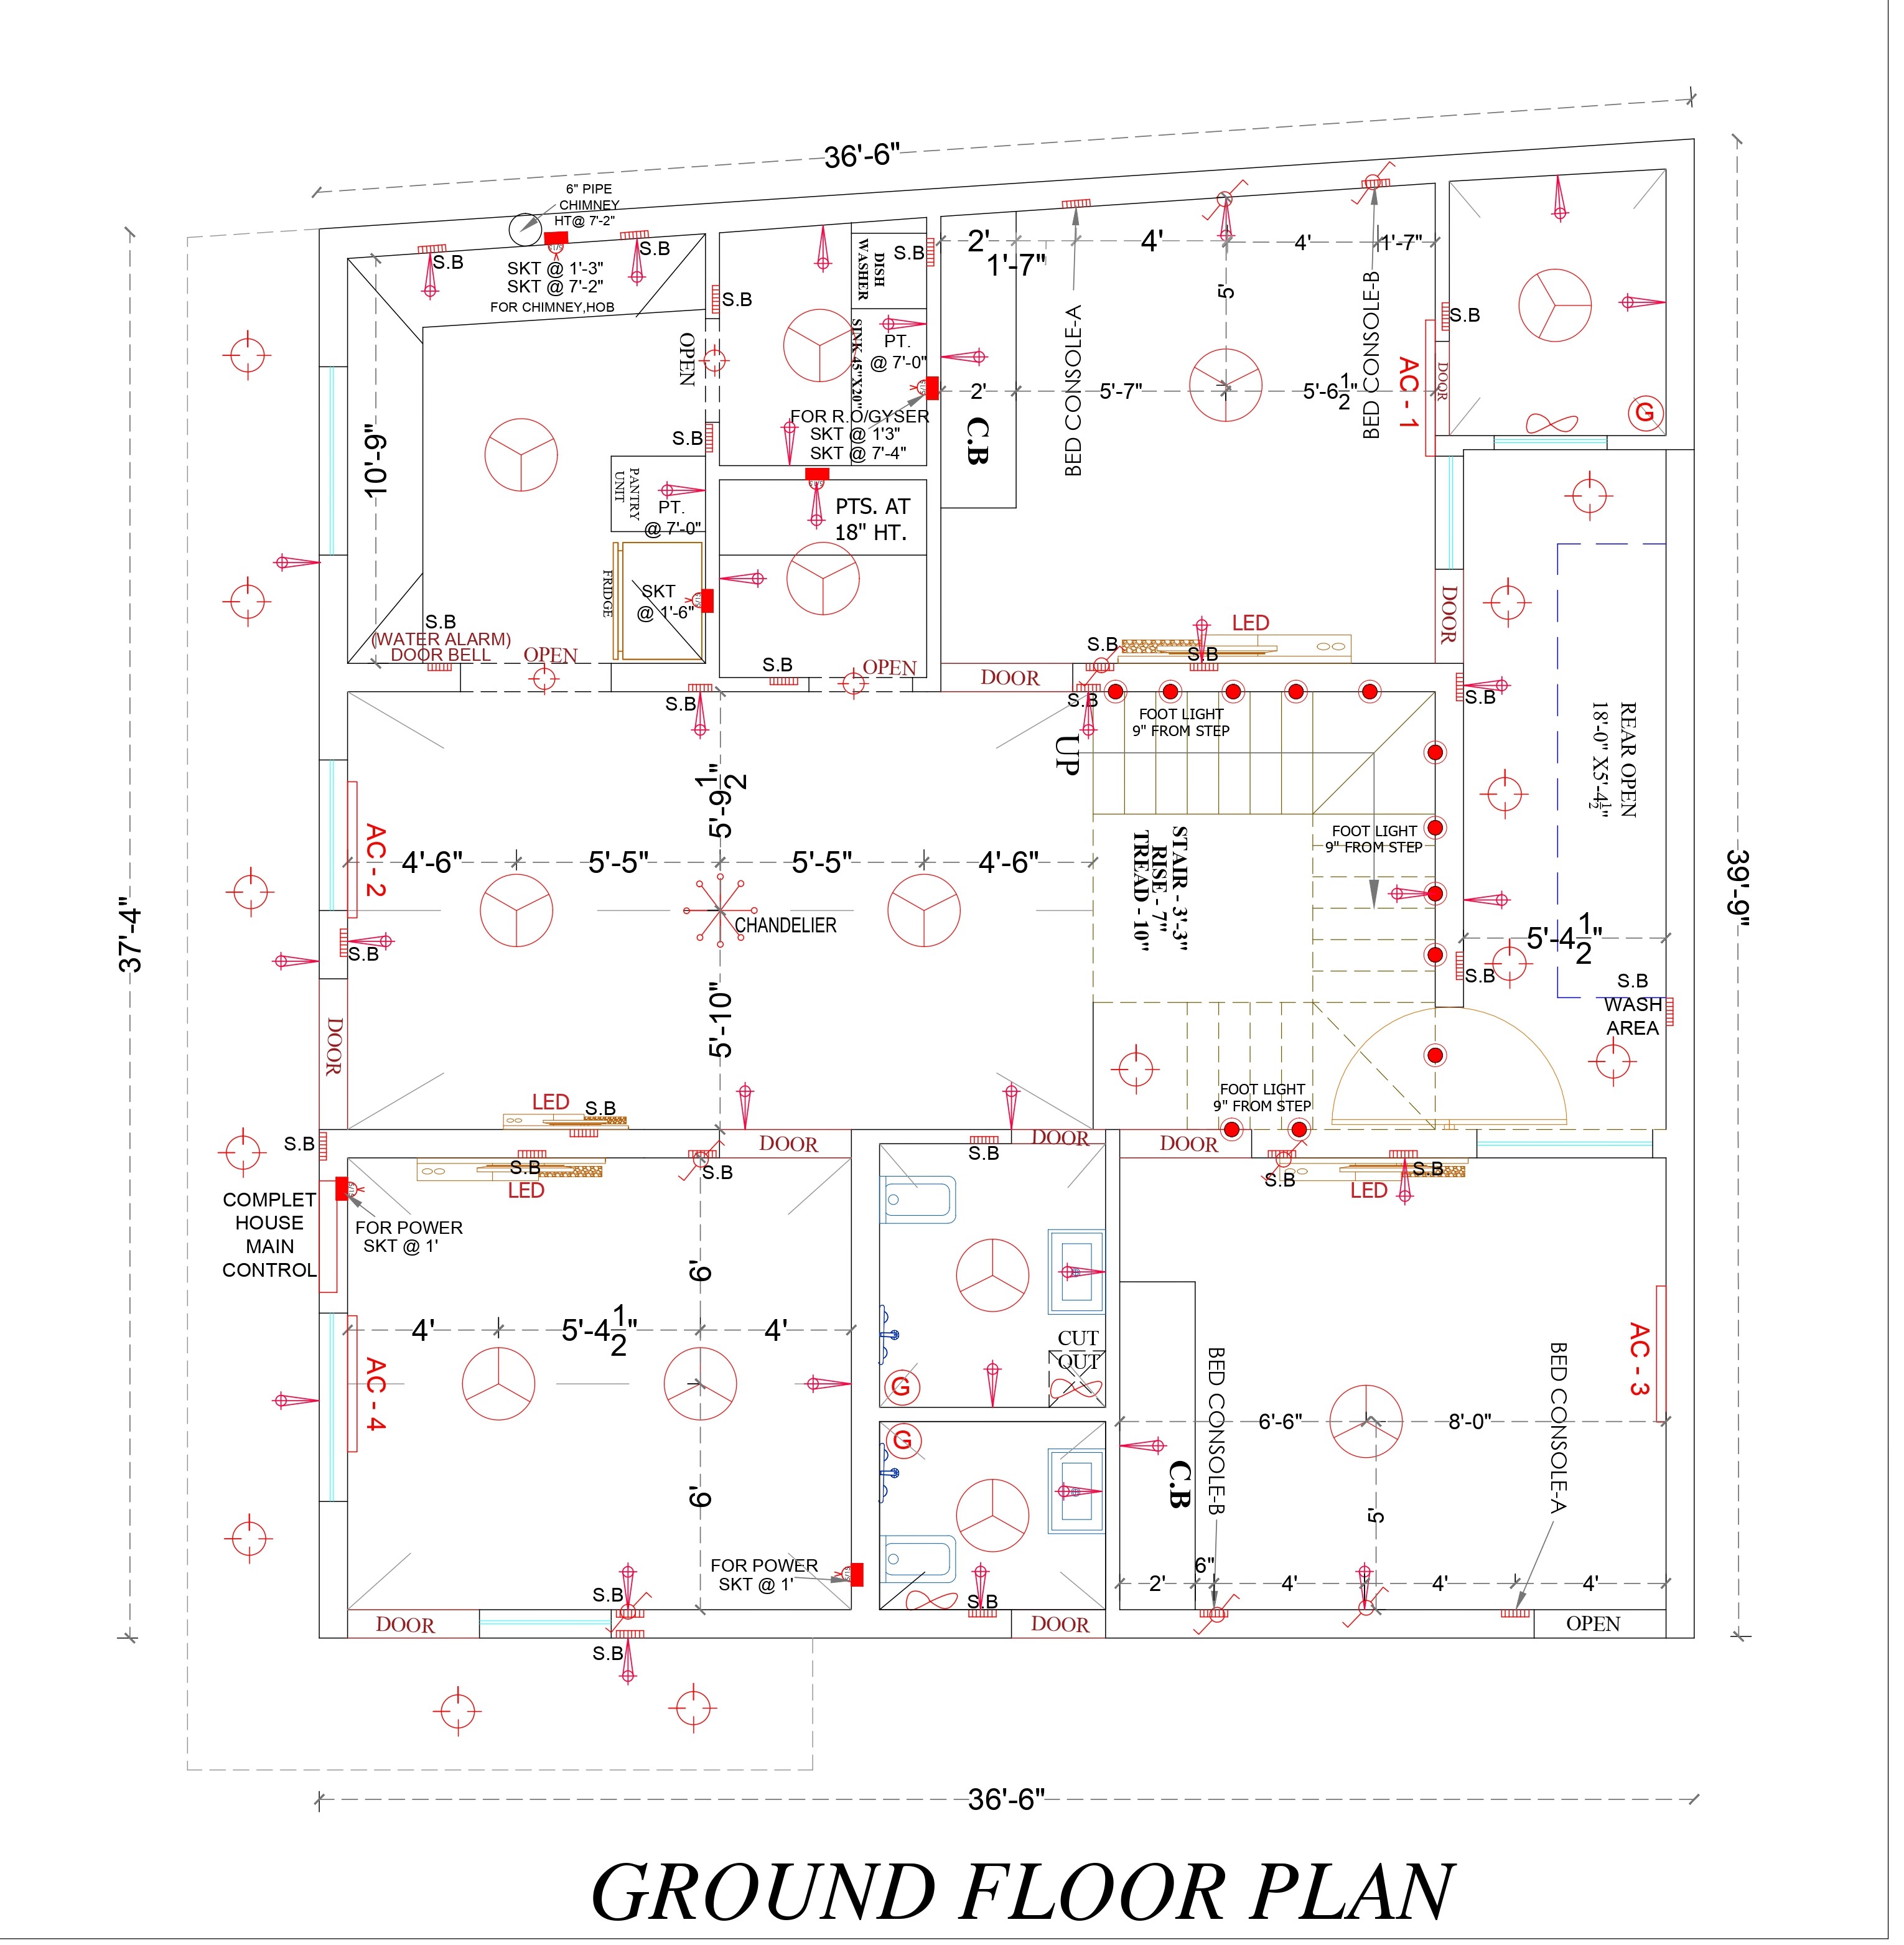 36'-6"
6" PIPE
CHIMNEY
HT@ 7'-2"
S.B
S.B
SKT @ 1'-3"
SKT @ 7'-2"
FOR CHIMNEY,HOB
S.B
OPEN
S.B
10'-9"
PANTRY
UNIT
PT.
@ 7'-0"
FRIDGE
SKT
@ 1'-6"
S.B
(WATER ALARM)
DOOR BELL
OPEN
DISH
WASHER
S.B
SINK 45"X20"
PT.
@ 7'-0"
FOR R.O/GYSER
SKT @ 1'3"
SKT @ 7'-4"
PTS. AT
18" HT.
S.B
OPEN
2'
1'-7"
4'
4'
1'-7"
5'
BED CONSOLE-A
BED CONSOLE-B
2'
5'-7"
5'-6 1/2"
C.B
AC - 1
S.B
DOOR
G
DOOR
LED
S.B
S.B
DOOR
S.B
S.B
S.B
FOOT LIGHT
9" FROM STEP
UP
REAR OPEN
18'-0" X5'-4 1/2"
37'-4"
39'-9"
5'-9 1/2"
AC - 2
4'-6"
5'-5"
5'-5"
4'-6"
CHANDELIER
S.B
STAIR - 3'-3"
RISE - 7"
TREAD - 10"
FOOT LIGHT
9" FROM STEP
5'-4 1/2"
S.B
S.B
WASH
AREA
5'-10"
DOOR
FOOT LIGHT
9" FROM STEP
LED
S.B
S.B
DOOR
DOOR
DOOR
S.B
LED
S.B
S.B
S.B
LED
S.B
COMPLET
HOUSE
MAIN
CONTROL
FOR POWER
SKT @ 1'
6'
4'
5'-4 1/2"
4'
AC - 4
CUT
OUT
G
G
BED CONSOLE-B
BED CONSOLE-A
AC - 3
6'-6"
8'-0"
C.B
6'
5'
FOR POWER
SKT @ 1'
6"
2'
4'
4'
4'
S.B
S.B
DOOR
DOOR
OPEN
S.B
36'-6"
GROUND FLOOR PLAN